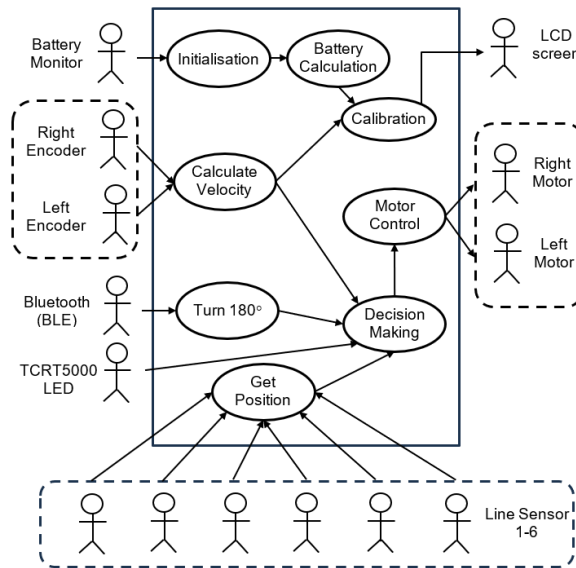 Battery
Monitor
Initialisation
Battery
Calculation
LCD
screen
Calibration
Right
Encoder
Left
Encoder
Calculate
Velocity
Right
Motor
Left
Motor
Motor
Control
Bluetooth
(BLE)
Turn 180°
Decision
Making
TCRT5000
LED
Get
Position
Line Sensor
1-6